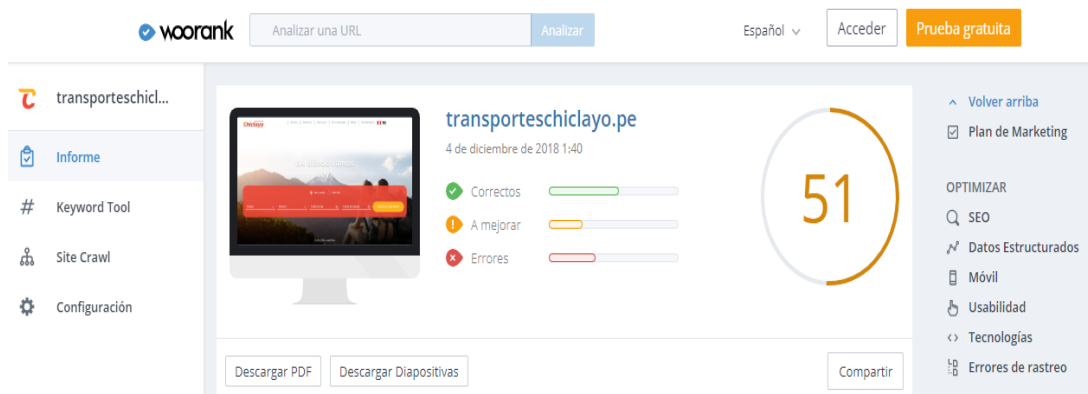 woorank
Analizar una URL
Analizar
Español
Acceder
Prueba gratuita
transporteschicl...
Informe
Keyword Tool
Site Crawl
Configuración
Chiclayo
transporteschiclayo.pe
4 de diciembre de 2018 1:40
Correctos
A mejorar
Errores
51
Descargar PDF
Descargar Diapositivas
Compartir
Volver arriba
Plan de Marketing
OPTIMIZAR
SEO
Datos Estructurados
Móvil
Usabilidad
Tecnologías
Errores de rastreo